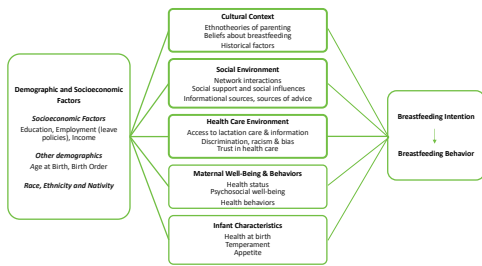 Demographic and Socioeconomic
Factors
Socioeconomic Factors
Education, Employment (leave
policies), Income
Other demographics
Age at Birth, Birth Order
Race, Ethnicity and Nativity
Cultural Context
Ethnotheories of parenting
Beliefs about breastfeeding
Historical factors
Social Environment
Network interactions
Social support and social influences
Informational sources, sources of advice
Health Care Environment
Access to lactation care & information
Discrimination, racism & bias
Trust in health care
Maternal Well-Being & Behaviors
Health status
Psychosocial well-being
Health behaviors
Infant Characteristics
Health at birth
Temperament
Appetite
Breastfeeding Intention
Breastfeeding Behavior